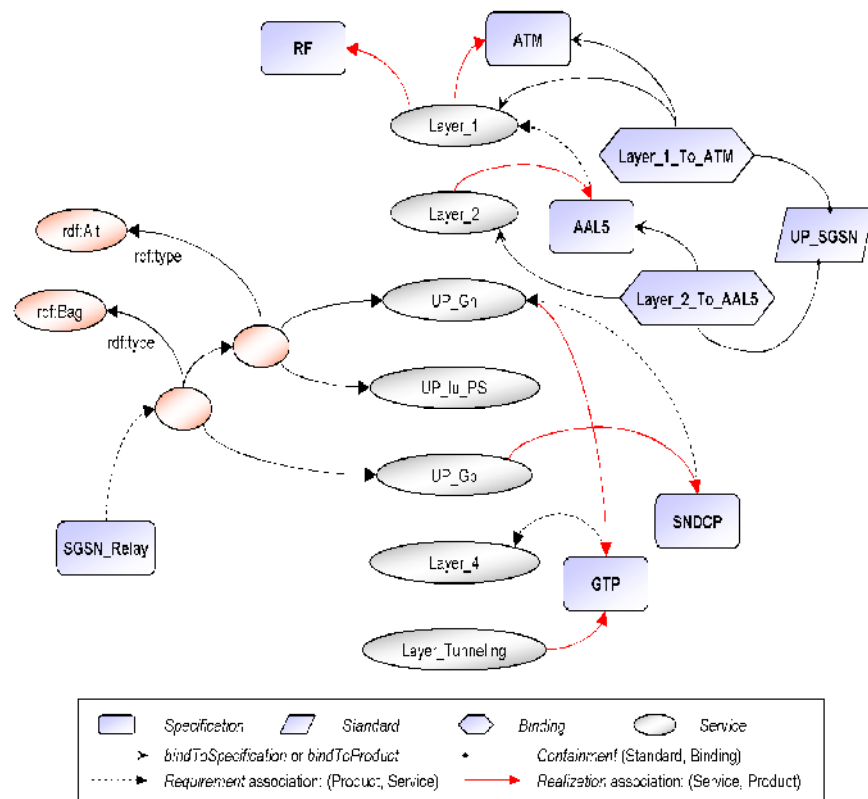 RF
ATM
Layer_1
Layer_1_To_ATM
Layer_2
AAL5
UP_SGSN
rdf:Alt
rdf:type
Layer_2_To_AAL5
UP_Gn
rdf:Bag
rdf:type
UP_Iu_PS
UP_Gb
SNDCP
SGSN_Relay
Layer_4
GTP
Layer_Tunneling
Specification
Standard
Binding
Service
bindToSpecification or bindToProduct
Containment (Standard, Binding)
Requirement association: (Product, Service)
Realization association: (Service, Product)